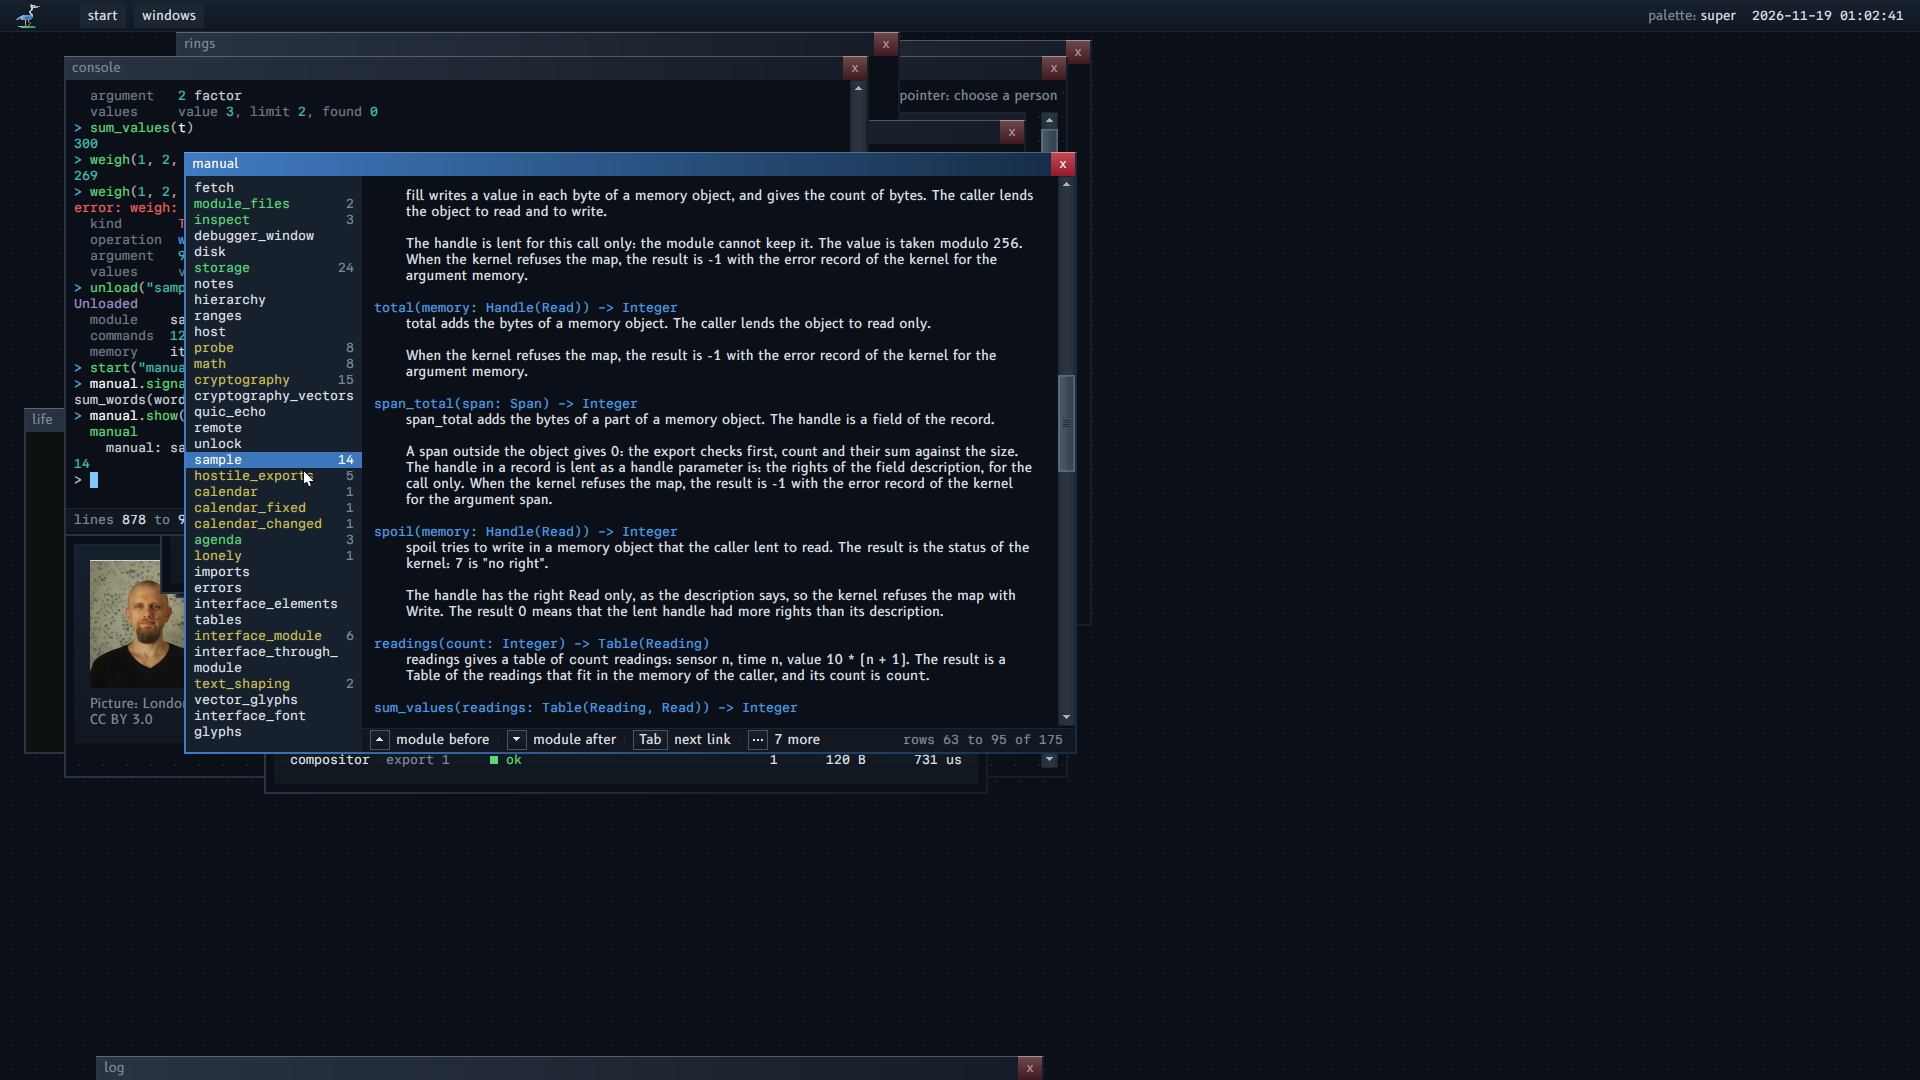 start windows palette: super 2026-11-19 01:02:41
rings x
x
console x
x
argument 2 factor
values value 3, limit 2, found 0
> sum_values(t)
300
> weigh(1, 2,
269
> weigh(1, 2,
error: weigh:
kind
operation
argument
values
> unload("samp
Unloaded
module sa
commands 12
memory it
> start("manua
> manual.signa
sum_words(word
> manual.show(
manual
manual: sa
14
>
lines 878 to 9
pointer: choose a person
x
life
Picture: Londo
CC BY 3.0
manual x
fetch
module_files 2
inspect 3
debugger_window
disk
storage 24
notes
hierarchy
ranges
host
probe 8
math 8
cryptography 15
cryptography_vectors
quic_echo
remote
unlock
sample 14
hostile_exports 5
calendar 1
calendar_fixed 1
calendar_changed 1
agenda 3
lonely 1
imports
errors
interface_elements
tables
interface_module 6
interface_through_
module
text_shaping 2
vector_glyphs
interface_font
glyphs
fill writes a value in each byte of a memory object, and gives the count of bytes. The caller lends
the object to read and to write.
The handle is lent for this call only: the module cannot keep it. The value is taken modulo 256.
When the kernel refuses the map, the result is -1 with the error record of the kernel for the
argument memory.
total(memory: Handle(Read)) -> Integer
total adds the bytes of a memory object. The caller lends the object to read only.
When the kernel refuses the map, the result is -1 with the error record of the kernel for the
argument memory.
span_total(span: Span) -> Integer
span_total adds the bytes of a part of a memory object. The handle is a field of the record.
A span outside the object gives 0: the export checks first, count and their sum against the size.
The handle in a record is lent as a handle parameter is: the rights of the field description, for the
call only. When the kernel refuses the map, the result is -1 with the error record of the kernel
for the argument span.
spoil(memory: Handle(Read)) -> Integer
spoil tries to write in a memory object that the caller lent to read. The result is the status of the
kernel: 7 is "no right".
The handle has the right Read only, as the description says, so the kernel refuses the map with
Write. The result 0 means that the lent handle had more rights than its description.
readings(count: Integer) -> Table(Reading)
readings gives a table of count readings: sensor n, time n, value 10 * (n + 1). The result is a
Table of the readings that fit in the memory of the caller, and its count is count.
sum_values(readings: Table(Reading, Read)) -> Integer
module before module after Tab next link ... 7 more rows 63 to 95 of 175
compositor export 1 ok 1 120 B 731 us
log x